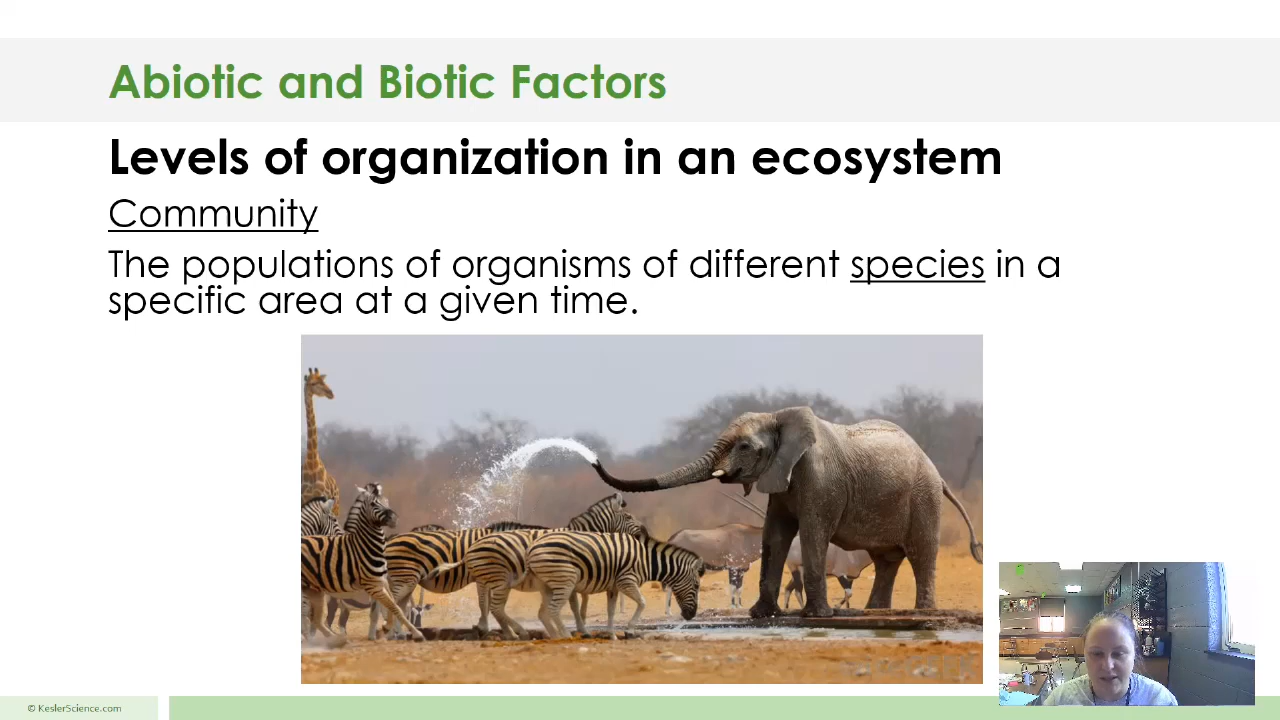 Abiotic and Biotic Factors
Levels of organization in an ecosystem
Community
The populations of organisms of different species in a
specific area at a given time.
© KeslerScience.com